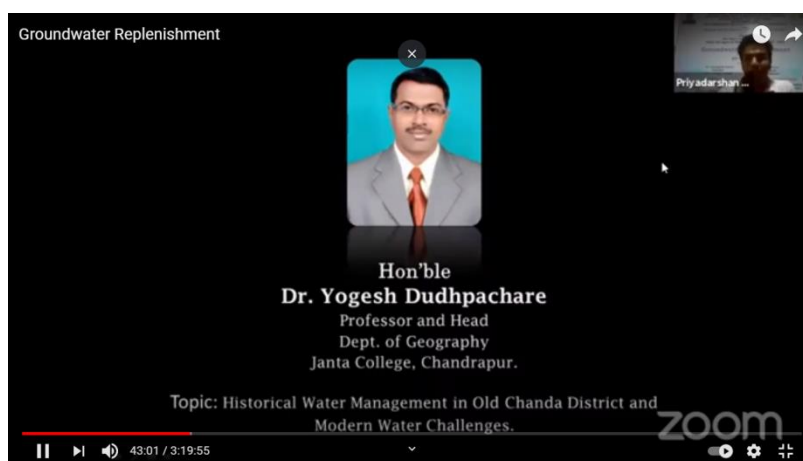 Groundwater Replenishment
Priyadarshan ...
Hon'ble
Dr. Yogesh Dudhpachare
Professor and Head
Dept. of Geography
Janta College, Chandrapur.
Topic: Historical Water Management in Old Chanda District and
Modern Water Challenges.
zoom
43:01 / 3:19:55